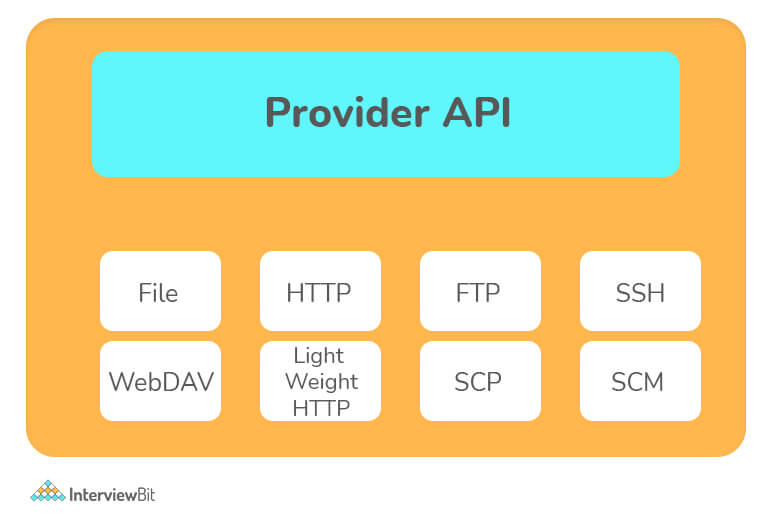 Provider API
File
HTTP
FTP
SSH
WebDAV
Light
Weight
HTTP
SCP
SCM
InterviewBit